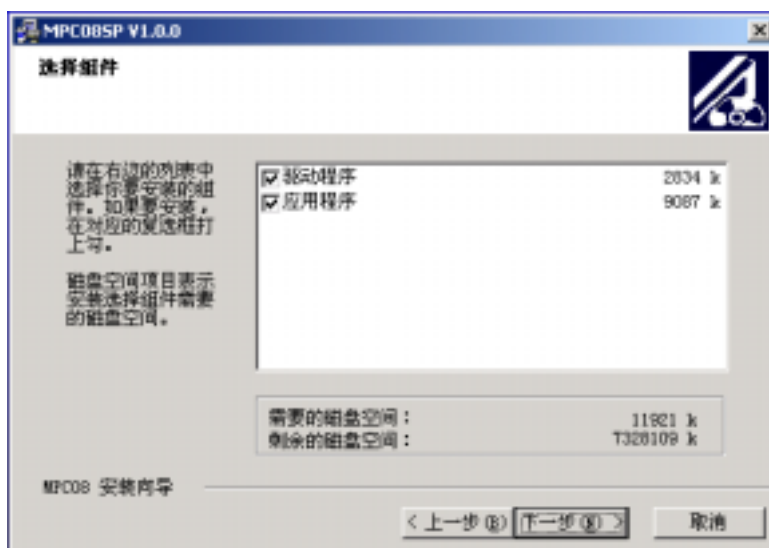 MPC08SP V1.0.0
选择组件
请在右边的列表中
选择你要安装的组
件。如果要安装，
在对应的复选框打
上勾。
磁盘空间项目表示
安装选择组件需要
的磁盘空间。
驱动程序 2834 k
应用程序 9087 k
需要的磁盘空间： 11921 k
剩余的磁盘空间： 7328109 k
MPC08 安装向导
< 上一步(B) 下一步(N) > 取消